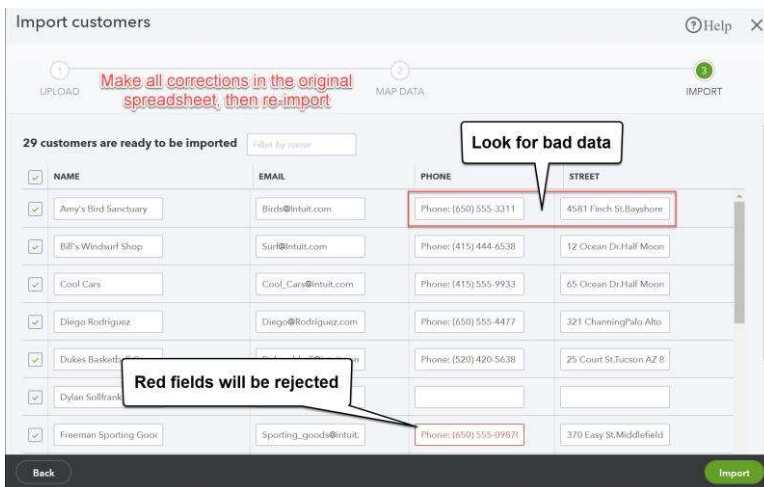 Import customers
Help
1
2
3
Make all corrections in the original
spreadsheet, then re-import
UPLOAD
MAP DATA
IMPORT
29 customers are ready to be imported
Filter by name
Look for bad data
NAME EMAIL PHONE STREET
Amy's Bird Sanctuary Birds@Intuit.com Phone: (650) 555-3311 4581 Finch St.Bayshore
Bill's Windsurf Shop Surf@Intuit.com Phone: (415) 444-6538 12 Ocean Dr.Half Moon
Cool Cars Cool_Cars@intuit.com Phone: (415) 555-9933 65 Ocean Dr.Half Moon
Diego Rodriguez Diego@Rodriguez.com Phone: (650) 555-4477 321 ChanningPalo Alto
Dukes Phone: (520) 420-5638 25 Court St.Tucson AZ 8
Red fields will be rejected
Dylan Sollfrank
Freeman Sporting Sporting_goods@intuit. Phone: (650) 555-0987 370 Easy St.Middlefield
Back
Import